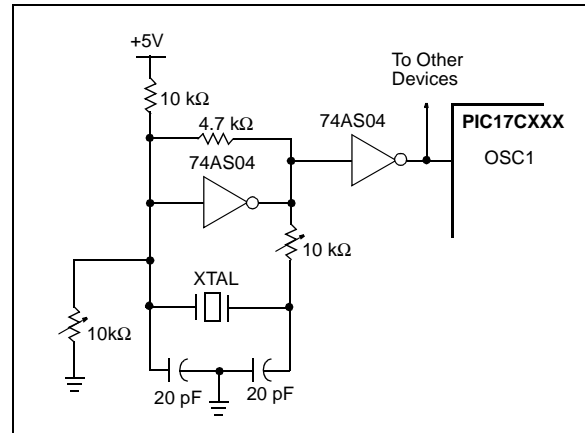 +5V
10 kΩ
4.7 kΩ
74AS04
74AS04
To Other
Devices
PIC17CXXX
OSC1
10 kΩ
XTAL
10kΩ
20 pF
20 pF